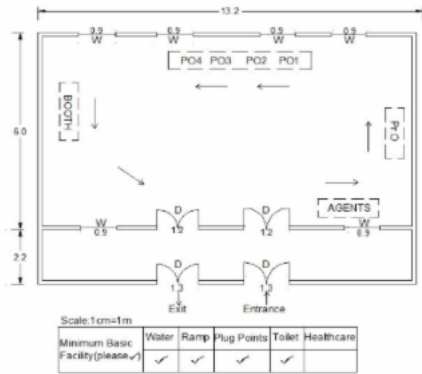 13.2
0.9 0.9 0.9 0.9
W W W W
PO4 PO3 PO2 PO1
BOOTH
6.0
PrO
AGENTS
W D D W
0.9 1.2 1.2 0.9
2.2
D D
1.3 1.3
Exit Entrance
Scale:1cm=1m
Minimum Basic Facility(please✓) Water Ramp Plug Points Toilet Healthcare
✓ ✓ ✓ ✓